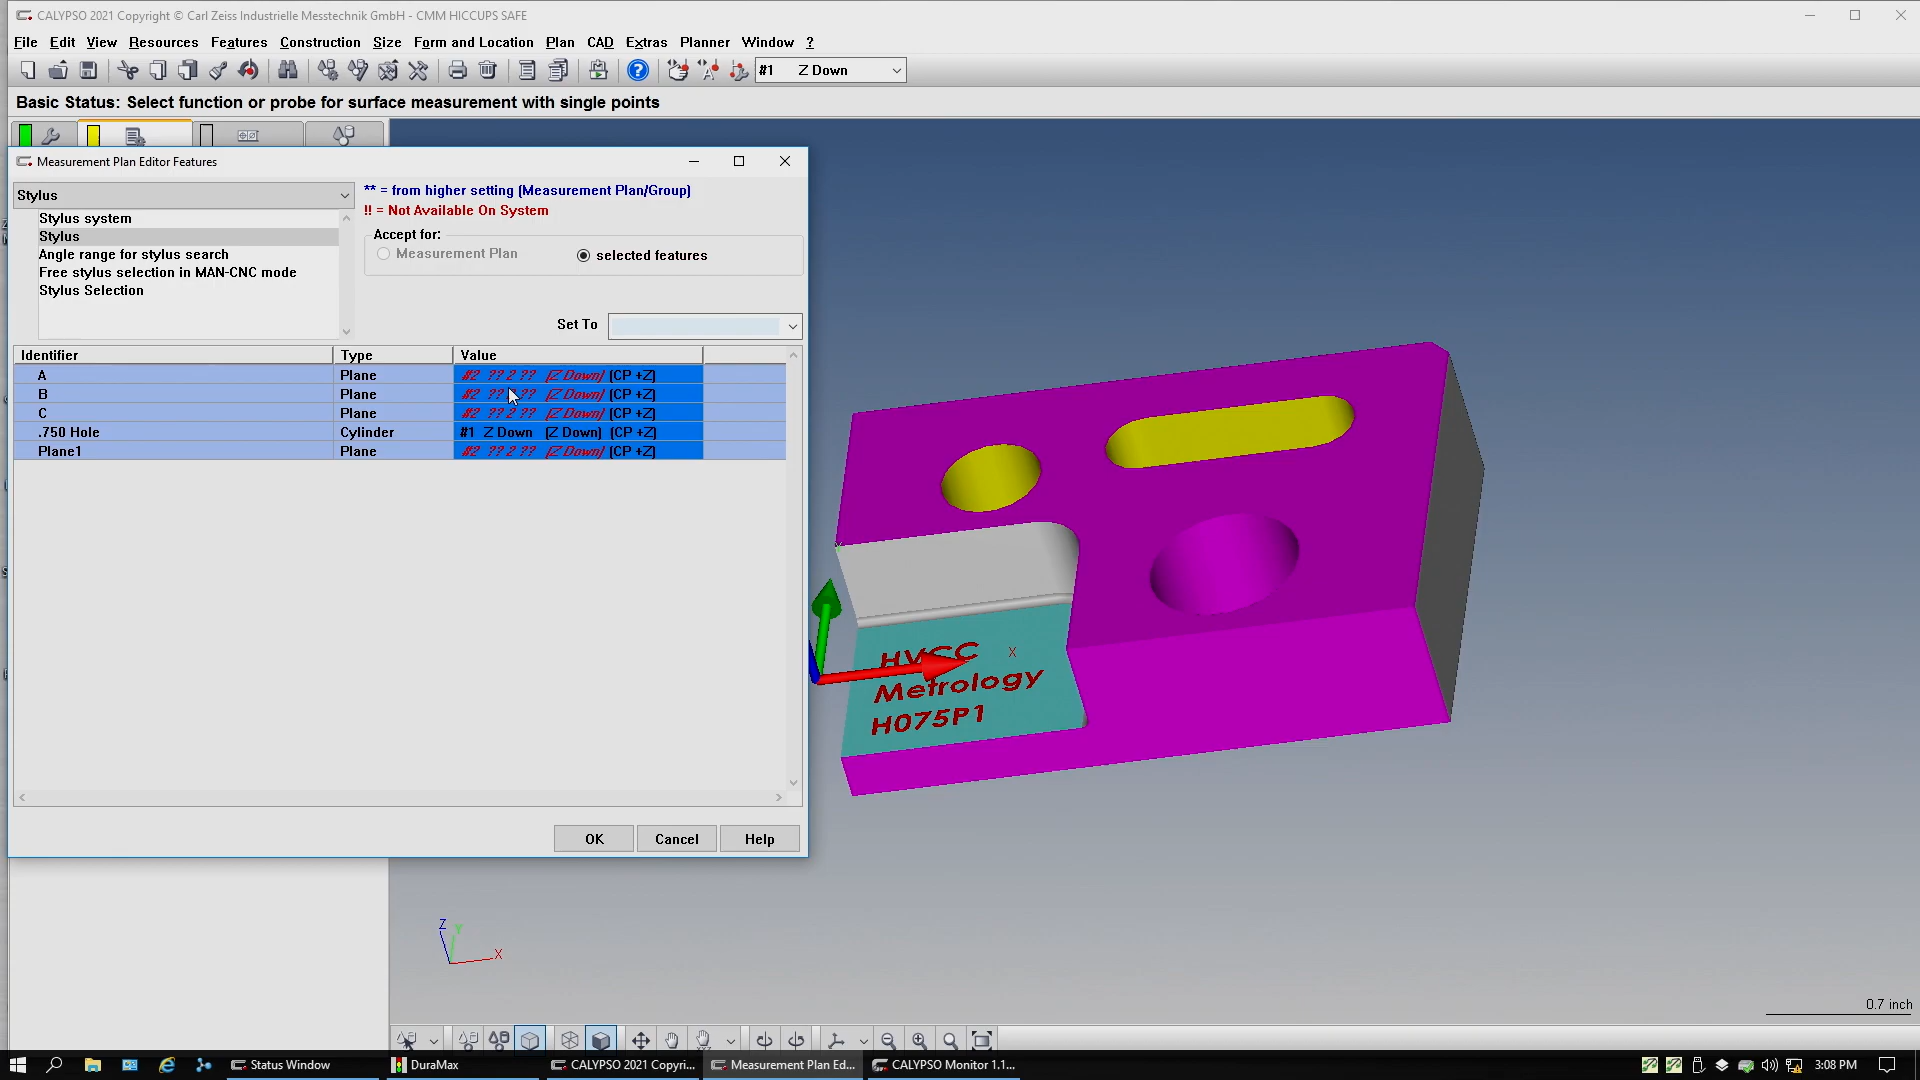 CALYPSO 2021 Copyright © Carl Zeiss Industrielle Messtechnik GmbH - CMM HICCUPS SAFE
File Edit View Resources Features Construction Size Form and Location Plan CAD Extras Planner Window ?
#1 Z Down
Basic Status: Select function or probe for surface measurement with single points
Measurement Plan Editor Features
Stylus
** = from higher setting (Measurement Plan/Group)
!! = Not Available On System
Stylus system
Stylus
Angle range for stylus search
Free stylus selection in MAN-CNC mode
Stylus Selection
Accept for:
Measurement Plan selected features
Set To
Identifier Type Value
A Plane #2 ?? 2 ?? (Z Down) (CP +Z)
B Plane #2 ?? ?? (Z Down) (CP +Z)
C Plane #2 ?? 2 ?? (Z Down) (CP +Z)
.750 Hole Cylinder #1 Z Down (Z Down) (CP +Z)
Plane1 Plane #2 ?? 2 ?? (Z Down) (CP +Z)
OK Cancel Help
HVCC
Metrology
H075P1
X
Z
Y
X
0.7 inch
Status Window DuraMax CALYPSO 2021 Copyri... Measurement Plan Ed... CALYPSO Monitor 1.1... 3:08 PM